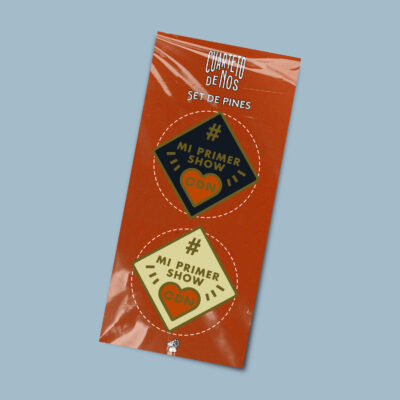 CUARTETO
DE NOS
SET DE PINES
#
MI PRIMER
SHOW
CDN
#
MI PRIMER
SHOW
CDN